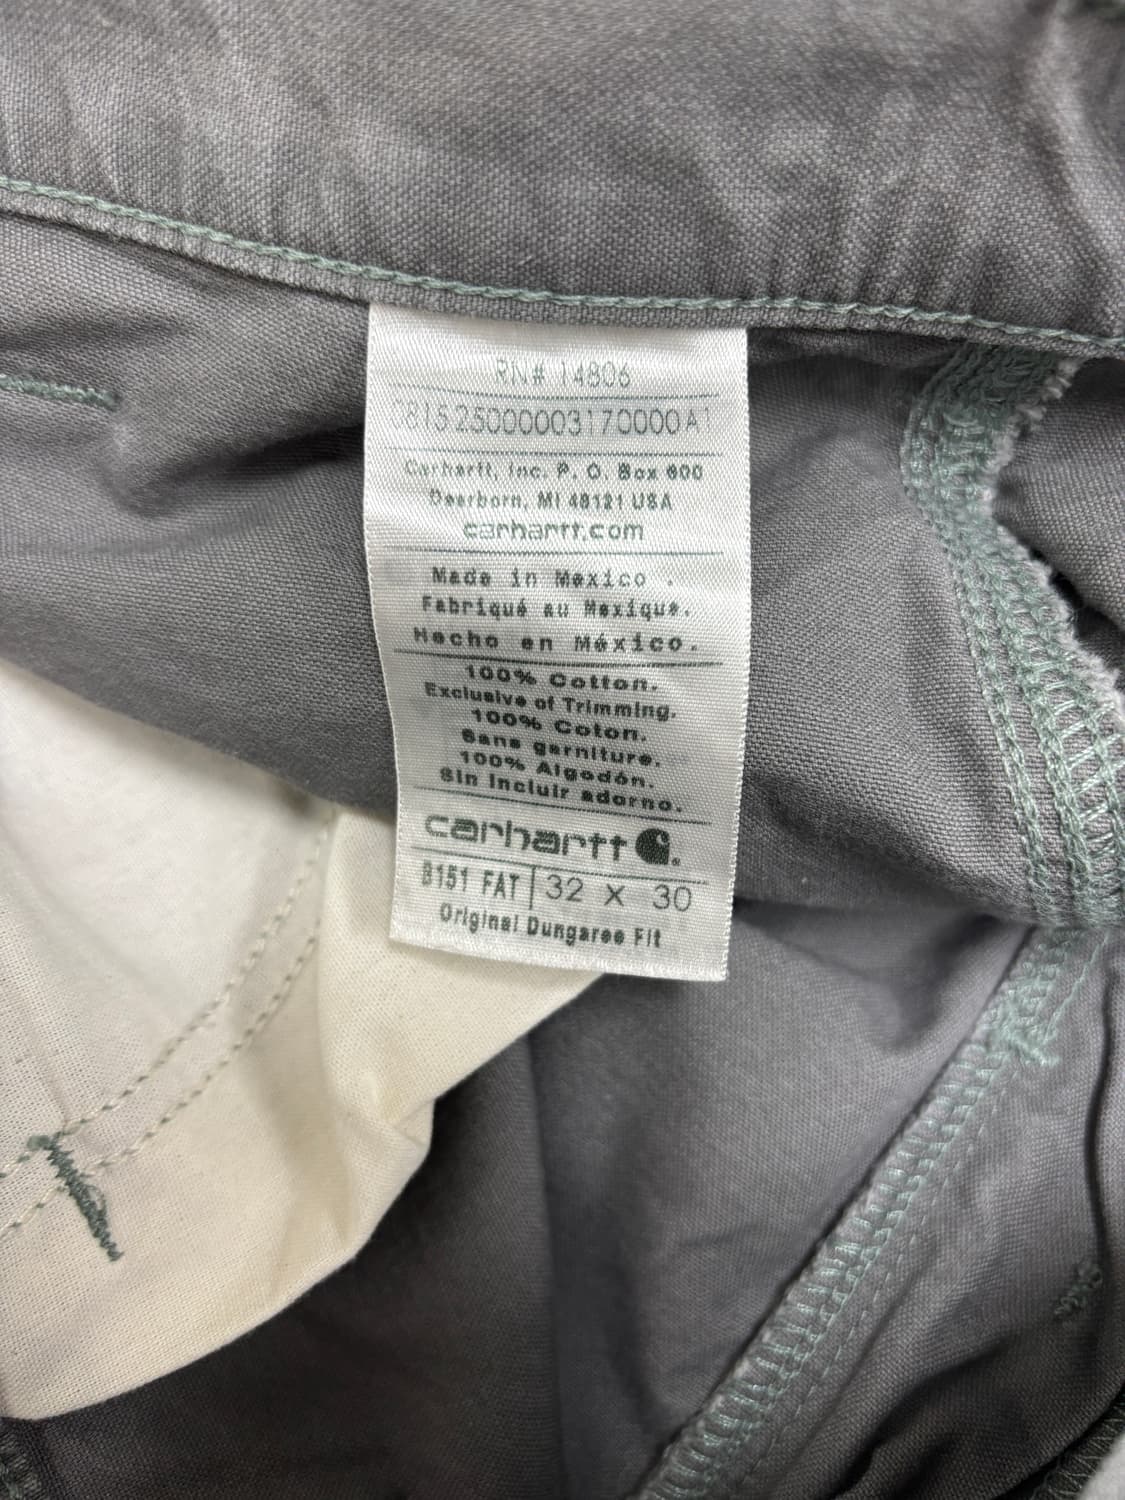 RN# 14806
081525000003170000A1
Carhartt, Inc. P. O. Box 600
Dearborn, MI 48121 USA
carhartt.com
Made in Mexico .
Fabriqué au Mexique.
Hecho en México.
100% Cotton.
Exclusive of Trimming.
100% Coton.
Sans garniture.
100% Algodón.
Sin Incluir adorno.
carhartt
B151 FAT 32 X 30
Original Dungaree Fit